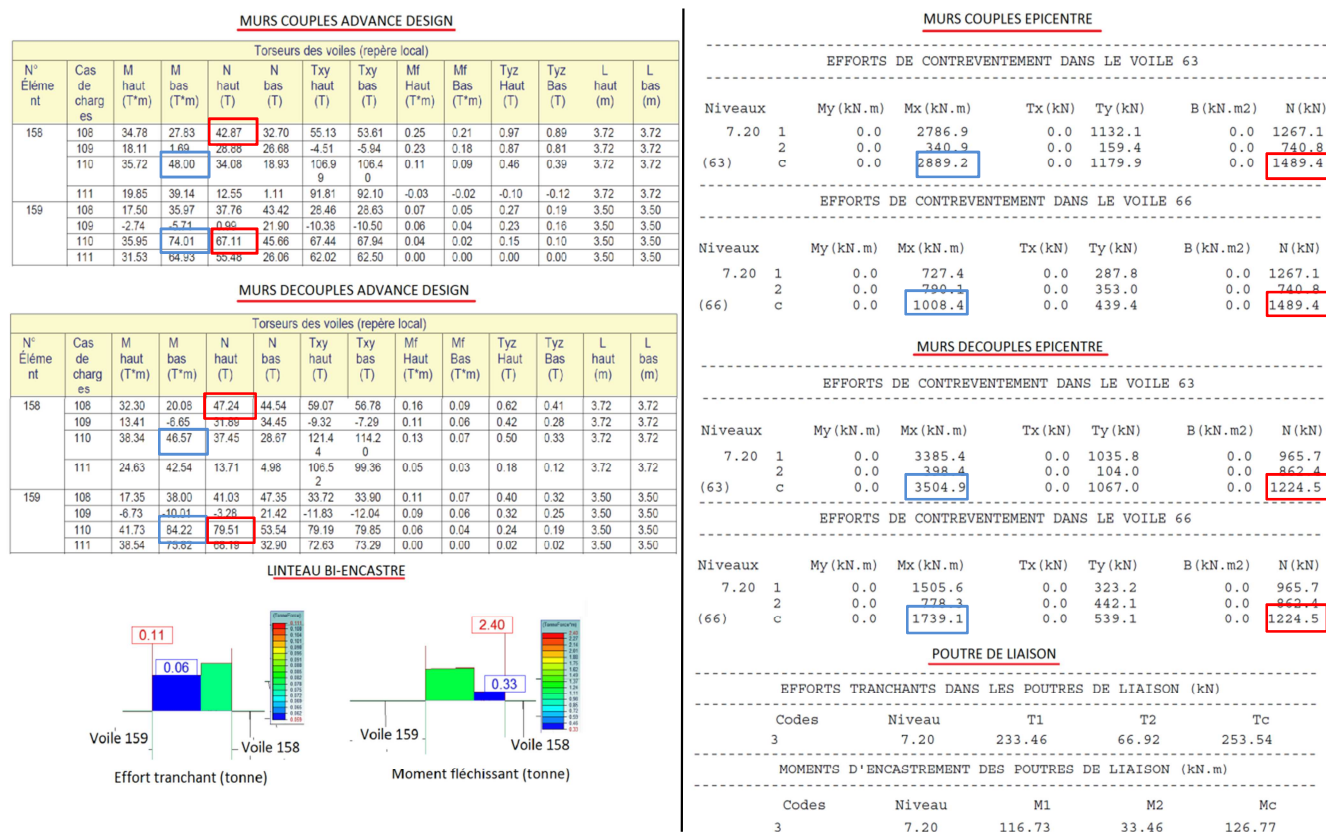 MURS COUPLES ADVANCE DESIGN
Torseurs des voiles (repère local)
N° Éléme nt Cas de charg es M haut (T*m) M bas (T*m) N haut (T) N bas (T) Txy haut (T) Txy bas (T) Mf Haut (T*m) Mf Bas (T*m) Tyz Haut (T) Tyz Bas (T) L haut (m) L bas (m)
158 108 34.78 27.83 42.87 32.70 55.13 53.61 0.25 0.21 0.97 0.89 3.72 3.72
109 18.11 1.69 28.88 26.68 -4.51 -5.94 0.23 0.18 0.87 0.81 3.72 3.72
110 35.72 48.00 34.08 18.93 106.9 9 106.4 0 0.11 0.09 0.46 0.39 3.72 3.72
111 19.85 39.14 12.55 1.11 91.81 92.10 -0.03 -0.02 -0.10 -0.12 3.72 3.72
159 108 17.50 35.97 37.76 43.42 28.46 28.63 0.07 0.05 0.27 0.19 3.50 3.50
109 -2.74 -5.71 0.99 21.90 -10.38 -10.50 0.06 0.04 0.23 0.16 3.50 3.50
110 35.95 74.01 67.11 45.66 67.44 67.94 0.04 0.02 0.15 0.10 3.50 3.50
111 31.53 64.93 55.48 26.06 62.02 62.50 0.00 0.00 0.00 0.00 3.50 3.50
MURS DECOUPLES ADVANCE DESIGN
Torseurs des voiles (repère local)
N° Éléme nt Cas de charg es M haut (T*m) M bas (T*m) N haut (T) N bas (T) Txy haut (T) Txy bas (T) Mf Haut (T*m) Mf Bas (T*m) Tyz Haut (T) Tyz Bas (T) L haut (m) L bas (m)
158 108 32.30 20.08 47.24 44.54 59.07 56.78 0.16 0.09 0.62 0.41 3.72 3.72
109 13.41 -8.65 31.69 34.45 -9.32 -7.29 0.11 0.06 0.42 0.28 3.72 3.72
110 38.34 46.57 37.45 28.67 121.4 4 114.2 0 0.13 0.07 0.50 0.33 3.72 3.72
111 24.63 42.54 13.71 4.98 106.5 2 99.36 0.05 0.03 0.18 0.12 3.72 3.72
159 108 17.35 38.00 41.03 47.35 33.72 33.90 0.11 0.07 0.40 0.32 3.50 3.50
109 -6.73 -10.01 -3.28 21.42 -11.83 -12.04 0.09 0.06 0.32 0.25 3.50 3.50
110 41.73 84.22 79.51 53.54 79.19 79.85 0.06 0.04 0.24 0.19 3.50 3.50
111 38.54 75.82 68.19 32.90 72.63 73.29 0.00 0.00 0.02 0.02 3.50 3.50
LINTEAU BI-ENCASTRE
0.11
0.06
Voile 159
Voile 158
Effort tranchant (tonne)
2.40
0.33
Voile 159
Voile 158
Moment fléchissant (tonne)
MURS COUPLES EPICENTRE
EFFORTS DE CONTREVENTEMENT DANS LE VOILE 63
Niveaux My(kN.m) Mx(kN.m) Tx(kN) Ty(kN) B(kN.m2) N(kN)
7.20 1 0.0 2786.9 0.0 1132.1 0.0 1267.1
2 0.0 340.9 0.0 159.4 0.0 740.8
(63) c 0.0 2889.2 0.0 1179.9 0.0 1489.4
EFFORTS DE CONTREVENTEMENT DANS LE VOILE 66
Niveaux My(kN.m) Mx(kN.m) Tx(kN) Ty(kN) B(kN.m2) N(kN)
7.20 1 0.0 727.4 0.0 287.8 0.0 1267.1
2 0.0 790.1 0.0 353.0 0.0 740.8
(66) c 0.0 1008.4 0.0 439.4 0.0 1489.4
MURS DECOUPLES EPICENTRE
EFFORTS DE CONTREVENTEMENT DANS LE VOILE 63
Niveaux My(kN.m) Mx(kN.m) Tx(kN) Ty(kN) B(kN.m2) N(kN)
7.20 1 0.0 3385.4 0.0 1035.8 0.0 965.7
2 0.0 398.4 0.0 104.0 0.0 862.4
(63) c 0.0 3504.9 0.0 1067.0 0.0 1224.5
EFFORTS DE CONTREVENTEMENT DANS LE VOILE 66
Niveaux My(kN.m) Mx(kN.m) Tx(kN) Ty(kN) B(kN.m2) N(kN)
7.20 1 0.0 1505.6 0.0 323.2 0.0 965.7
2 0.0 778.3 0.0 442.1 0.0 862.4
(66) c 0.0 1739.1 0.0 539.1 0.0 1224.5
POUTRE DE LIAISON
EFFORTS TRANCHANTS DANS LES POUTRES DE LIAISON (kN)
Codes Niveau T1 T2 Tc
3 7.20 233.46 66.92 253.54
MOMENTS D'ENCASTREMENT DES POUTRES DE LIAISON (kN.m)
Codes Niveau M1 M2 Mc
3 7.20 116.73 33.46 126.77